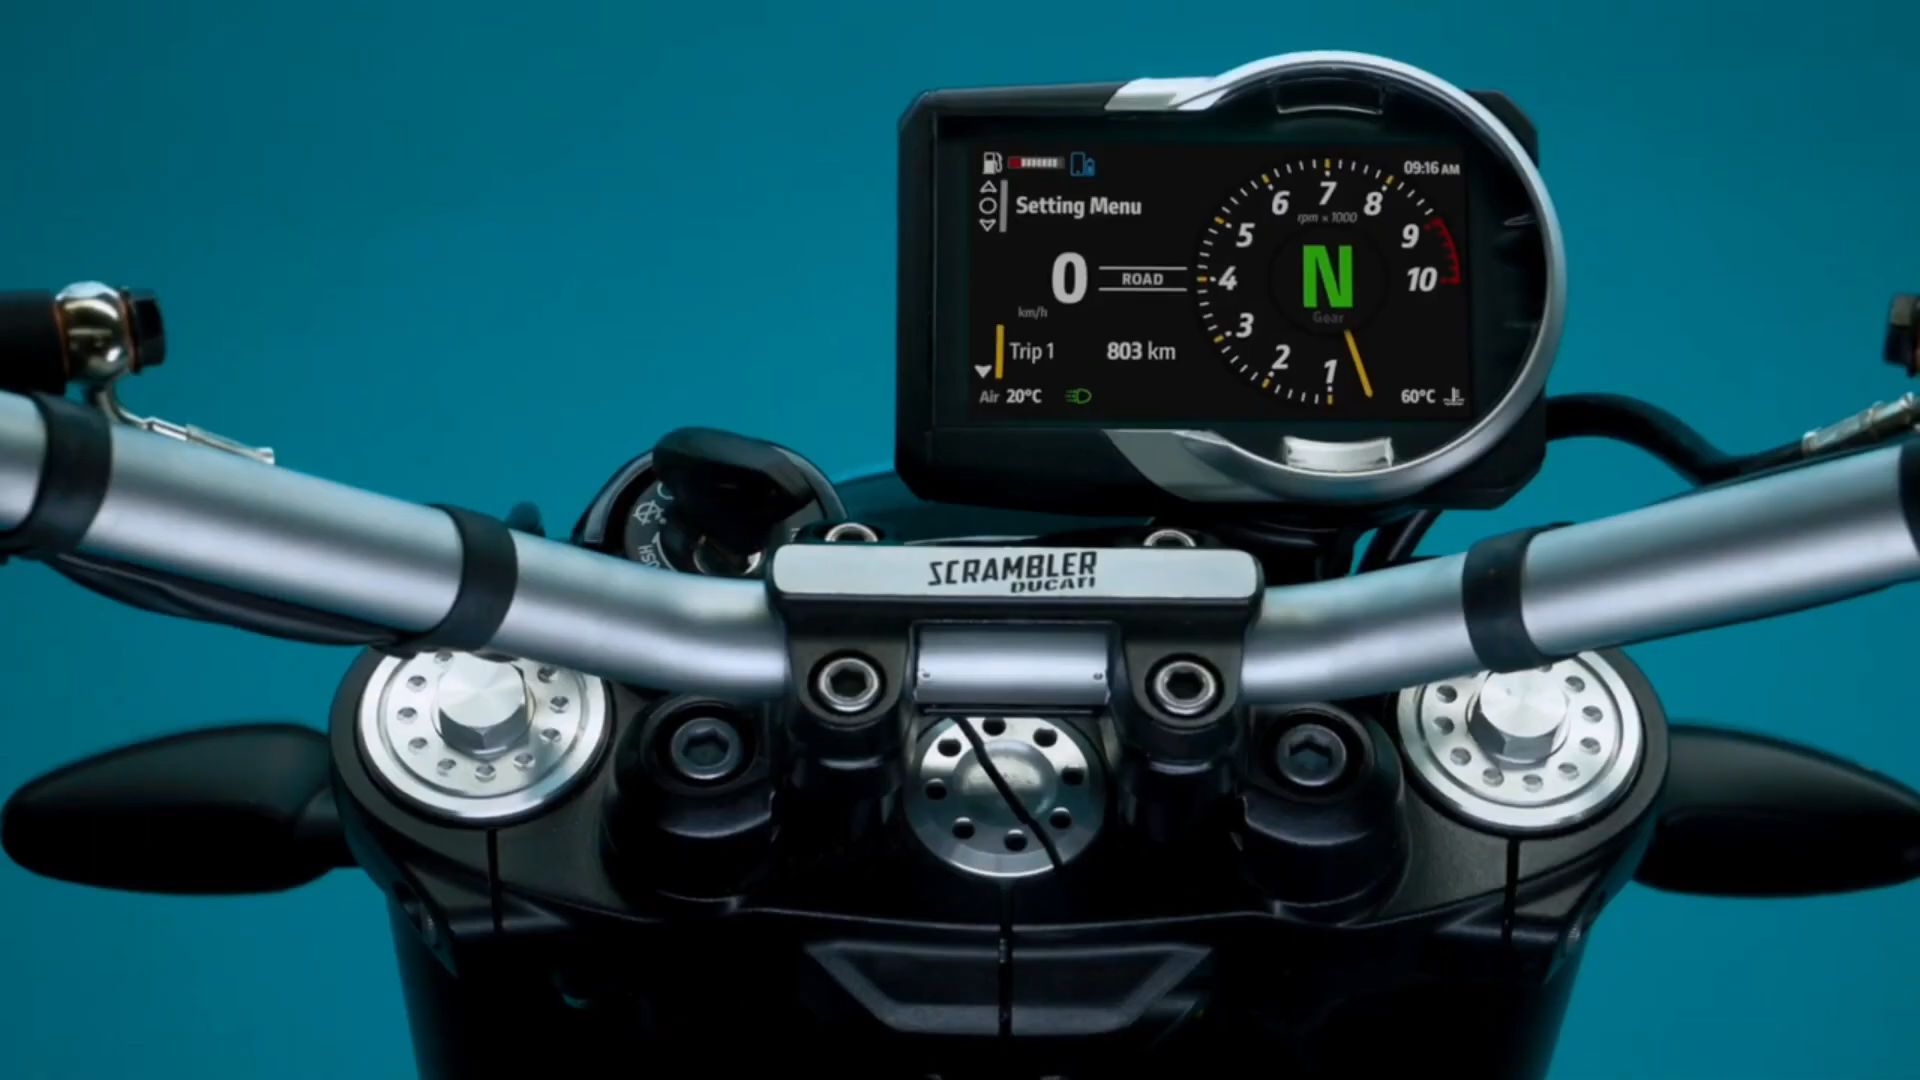 09:16 AM
Setting Menu
0
km/h
ROAD
Trip 1
803 km
Air 20°C
60°C
1
2
3
4
5
6
7
8
9
10
rpm × 1000
N
Gear
SCRAMBLER
DUCATI